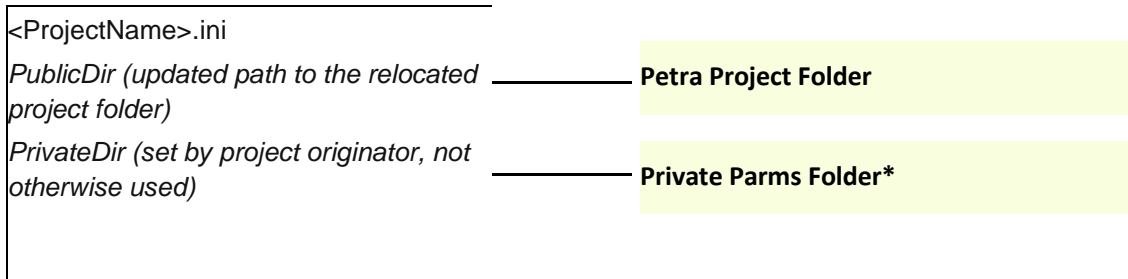 <ProjectName>.ini
PublicDir (updated path to the relocated
project folder)
Petra Project Folder
PrivateDir (set by project originator, not
otherwise used)
Private Parms Folder*